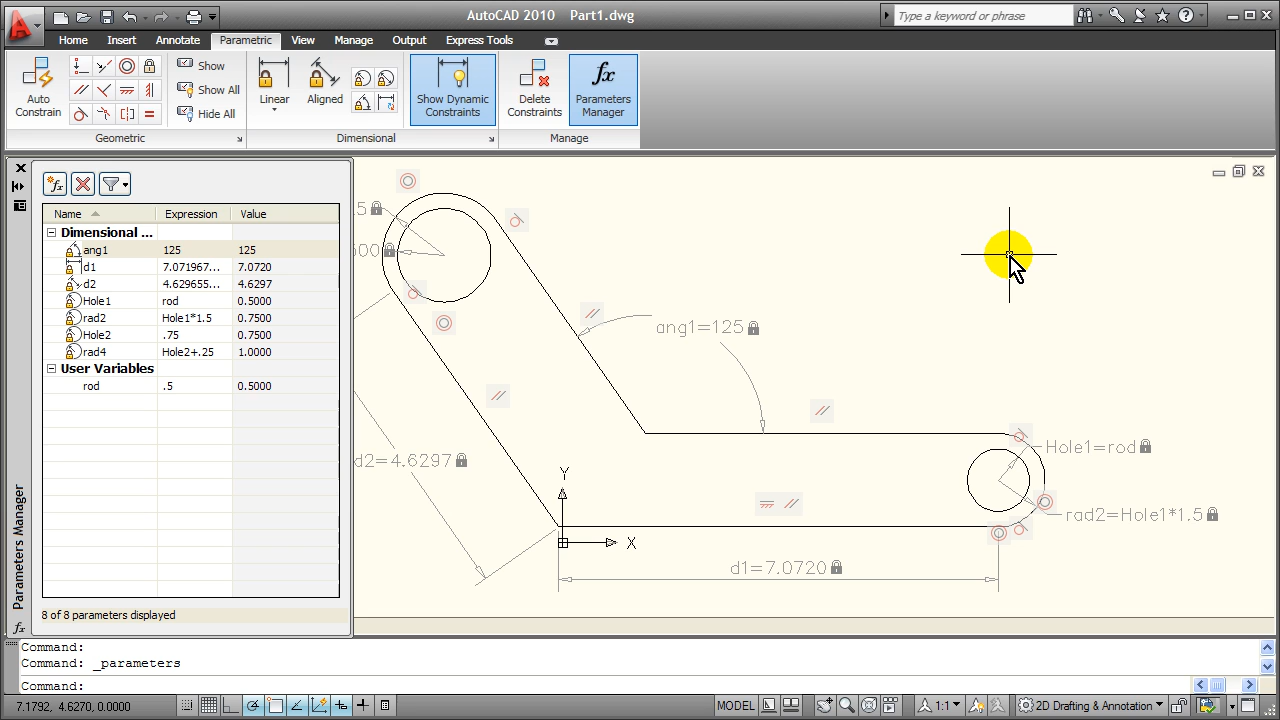 AutoCAD 2010 Part1.dwg
Type a keyword or phrase
Home Insert Annotate Parametric View Manage Output Express Tools
Auto
Constrain
Show
Show All
Hide All
Linear
Aligned
Show Dynamic
Constraints
Delete
Constraints
Parameters
Manager
Geometric
Dimensional
Manage
Name Expression Value
Dimensional ...
ang1 125 125
d1 7.071967... 7.0720
d2 4.629655... 4.6297
Hole1 rod 0.5000
rad2 Hole1*1.5 0.7500
Hole2 .75 0.7500
rad4 Hole2+.25 1.0000
User Variables
rod .5 0.5000
8 of 8 parameters displayed
Parameters Manager
ang1=125
d2=4.6297
Hole1=rod
rad2=Hole1*1.5
d1=7.0720
Y
X
Command:
Command: _parameters
Command:
7.1792, 4.6270, 0.0000
MODEL
1:1
2D Drafting & Annotation